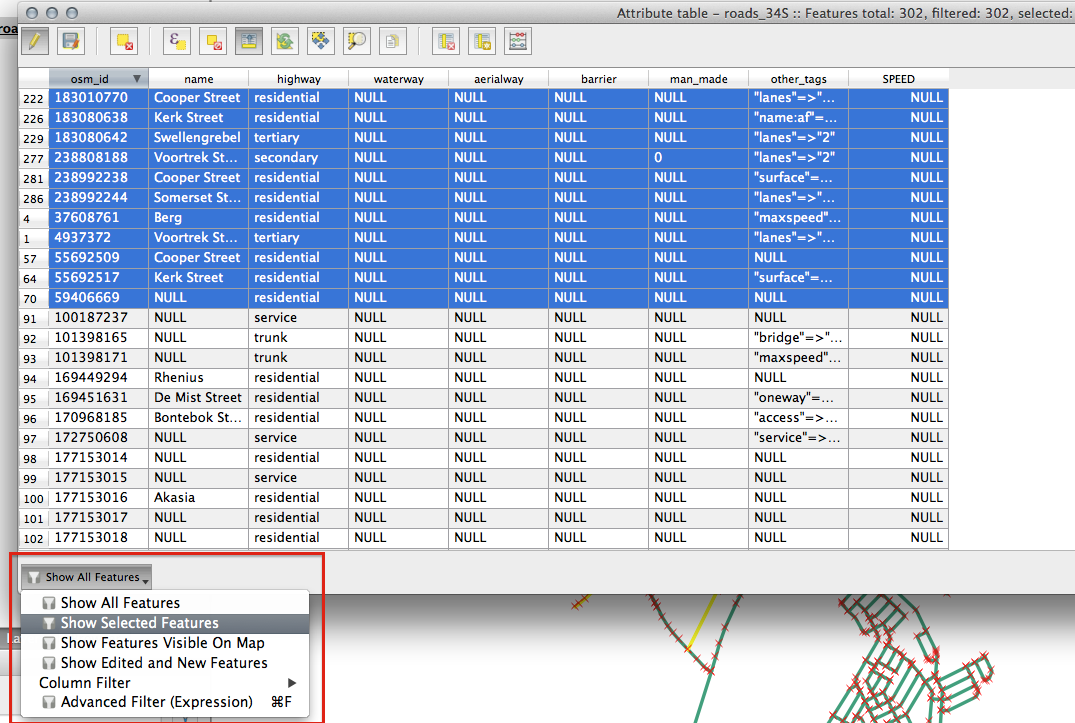 Attribute table – roads_34S :: Features total: 302, filtered: 302, selected:
osm_id name highway waterway aerialway barrier man_made other_tags SPEED
222 183010770 Cooper Street residential NULL NULL NULL NULL "lanes"=>"... NULL
226 183080638 Kerk Street residential NULL NULL NULL NULL "name:af"=... NULL
229 183080642 Swellengrebel tertiary NULL NULL NULL NULL "lanes"=>"2" NULL
277 238808188 Voortrek St... secondary NULL NULL NULL 0 "lanes"=>"2" NULL
281 238992238 Cooper Street residential NULL NULL NULL NULL "surface"=... NULL
286 238992244 Somerset St... residential NULL NULL NULL NULL "lanes"=>"... NULL
4 37608761 Berg residential NULL NULL NULL NULL "maxspeed"... NULL
1 4937372 Voortrek St... tertiary NULL NULL NULL NULL "lanes"=>"... NULL
57 55692509 Cooper Street residential NULL NULL NULL NULL NULL NULL
64 55692517 Kerk Street residential NULL NULL NULL NULL "surface"=... NULL
70 59406669 NULL residential NULL NULL NULL NULL NULL NULL
91 100187237 NULL service NULL NULL NULL NULL NULL NULL
92 101398165 NULL trunk NULL NULL NULL NULL "bridge"=>"... NULL
93 101398171 NULL trunk NULL NULL NULL NULL "maxspeed"... NULL
94 169449294 Rhenius residential NULL NULL NULL NULL NULL NULL
95 169451631 De Mist Street residential NULL NULL NULL NULL "oneway"=... NULL
96 170968185 Bontebok St... residential NULL NULL NULL NULL "access"=>... NULL
97 172750608 NULL service NULL NULL NULL NULL "service"=>... NULL
98 177153014 NULL residential NULL NULL NULL NULL NULL NULL
99 177153015 NULL service NULL NULL NULL NULL NULL NULL
100 177153016 Akasia residential NULL NULL NULL NULL NULL NULL
101 177153017 NULL residential NULL NULL NULL NULL NULL NULL
102 177153018 NULL residential NULL NULL NULL NULL NULL NULL
Show All Features
Show All Features
Show Selected Features
Show Features Visible On Map
Show Edited and New Features
Column Filter
Advanced Filter (Expression) ⌘F